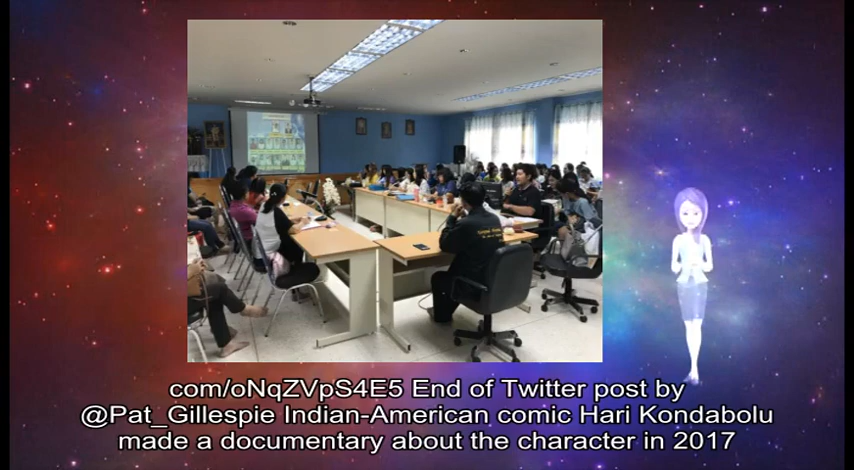 com/oNqZVpS4E5 End of Twitter post by
@Pat_Gillespie Indian-American comic Hari Kondabolu
made a documentary about the character in 2017